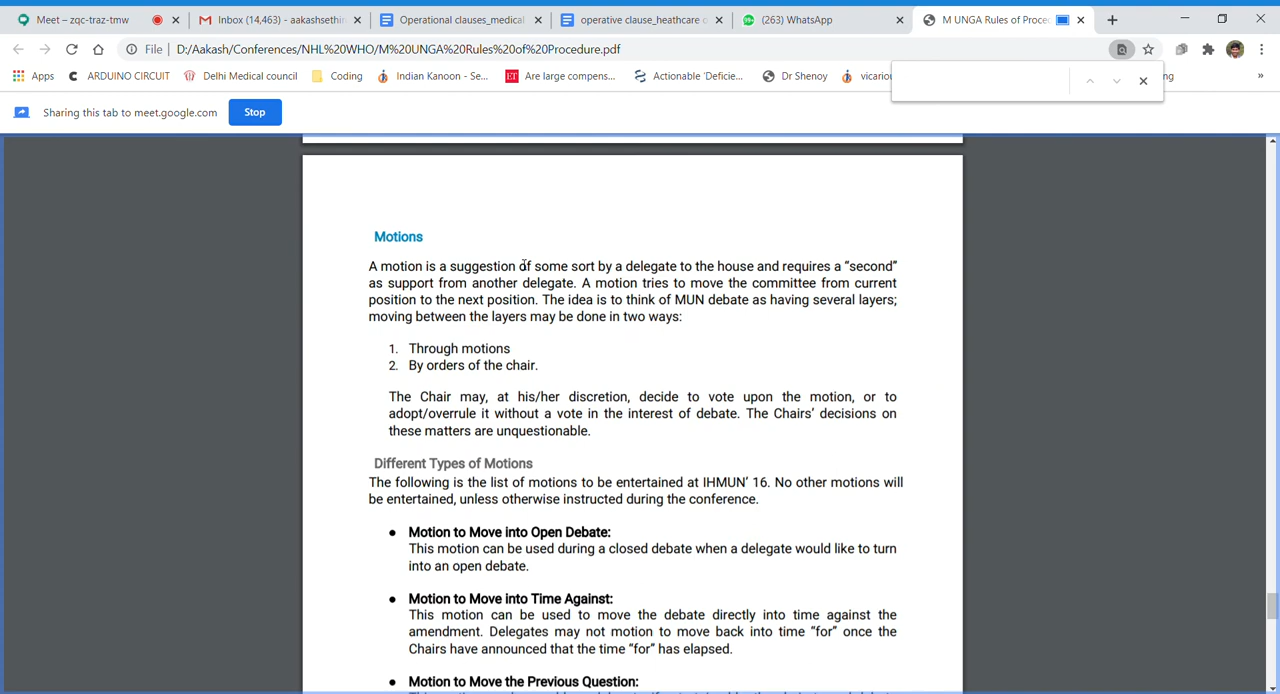 Meet – zqc-traz-tmw
Inbox (14,463) - aakashsethi
Operational clauses_medical
operative clause_heathcare c
(263) WhatsApp
M UNGA Rules of Proce
File | D:/Aakash/Conferences/NHL%20WHO/M%20UNGA%20Rules%20of%20Procedure.pdf
Apps
ARDUINO CIRCUIT
Delhi Medical council
Coding
Indian Kanoon - Se...
ET Are large compens...
Actionable 'Deficie...
Dr Shenoy
vicariou
ng
»
Sharing this tab to meet.google.com
Stop
Motions
A motion is a suggestion of some sort by a delegate to the house and requires a “second”
as support from another delegate. A motion tries to move the committee from current
position to the next position. The idea is to think of MUN debate as having several layers;
moving between the layers may be done in two ways:
1. Through motions
2. By orders of the chair.
The Chair may, at his/her discretion, decide to vote upon the motion, or to
adopt/overrule it without a vote in the interest of debate. The Chairs’ decisions on
these matters are unquestionable.
Different Types of Motions
The following is the list of motions to be entertained at IHMUN’ 16. No other motions will
be entertained, unless otherwise instructed during the conference.
● Motion to Move into Open Debate:
This motion can be used during a closed debate when a delegate would like to turn
into an open debate.
● Motion to Move into Time Against:
This motion can be used to move the debate directly into time against the
amendment. Delegates may not motion to move back into time “for” once the
Chairs have announced that the time “for” has elapsed.
● Motion to Move the Previous Question: